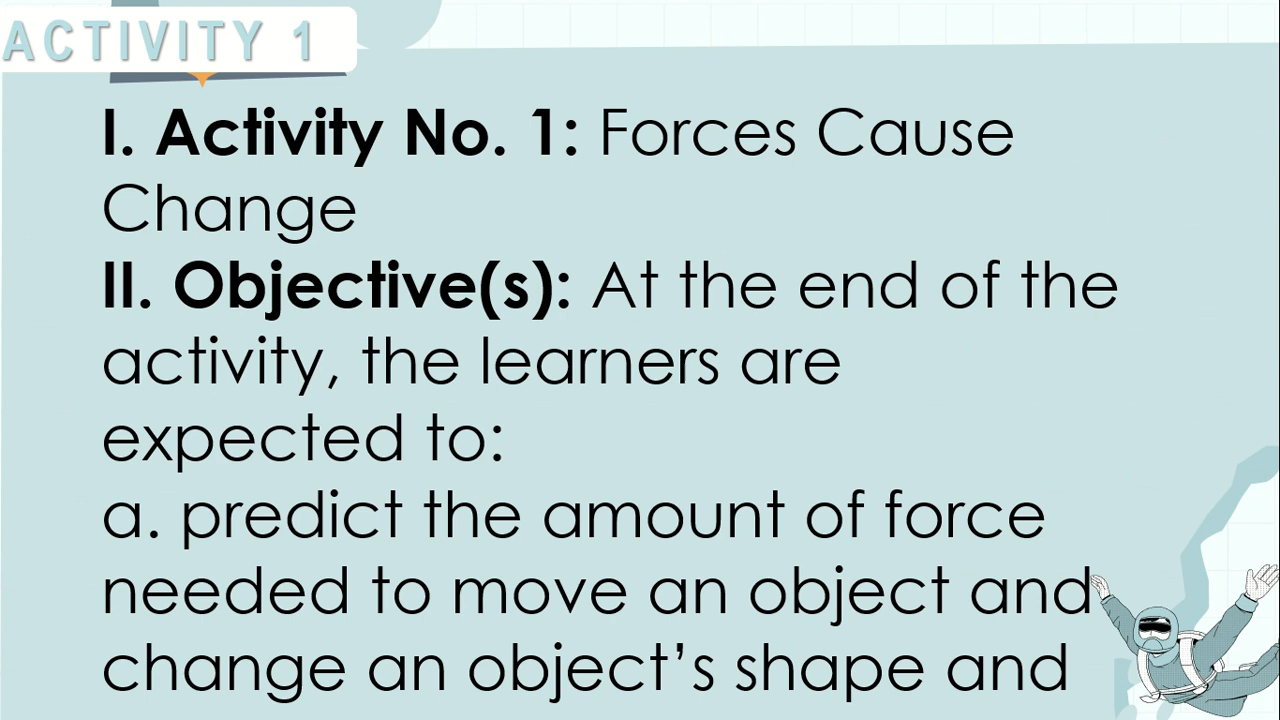 ACTIVITY 1
I. Activity No. 1: Forces Cause
Change
II. Objective(s): At the end of the
activity, the learners are
expected to:
a. predict the amount of force
needed to move an object and
change an object’s shape and